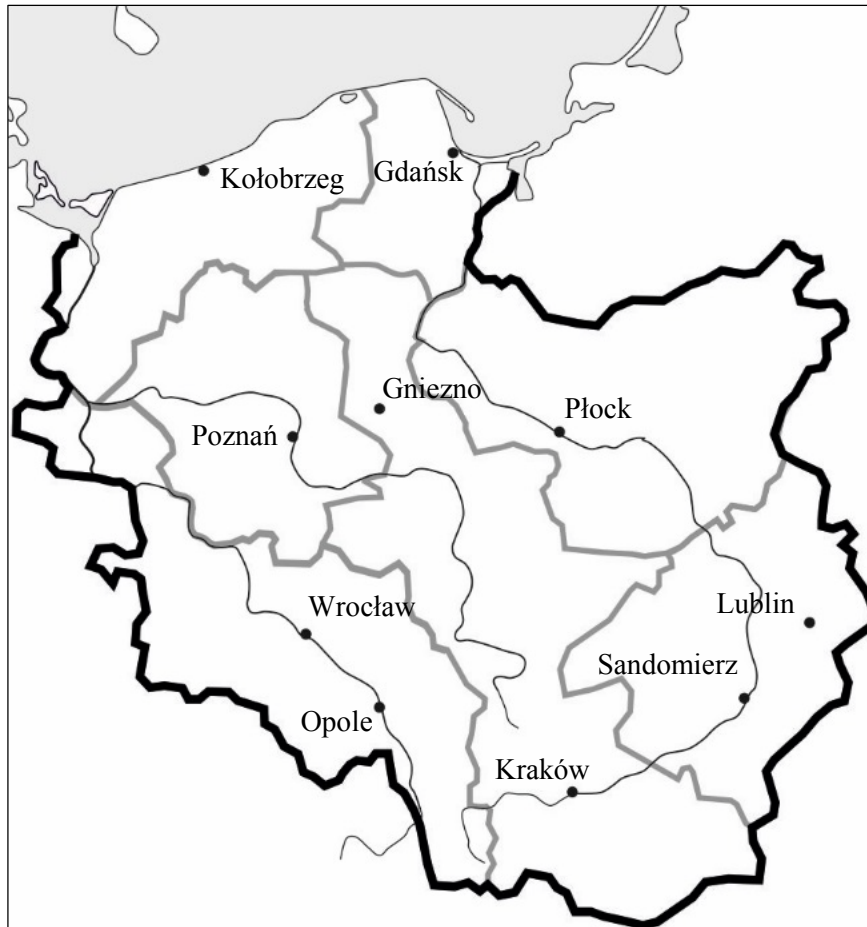 Kołobrzeg
Gdańsk
Gniezno
Płock
Poznań
Wrocław
Lublin
Sandomierz
Opole
Kraków